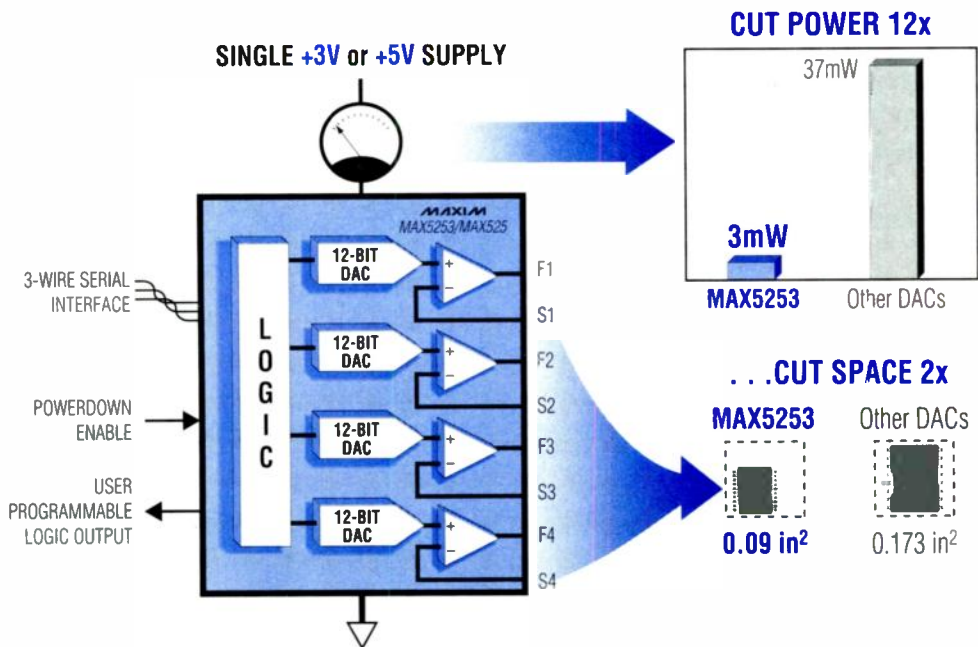 SINGLE +3V or +5V SUPPLY
CUT POWER 12x
37mW
3mW
MAX5253
Other DACs
MAXIM
MAX5253/MAX525
3-WIRE SERIAL
INTERFACE
POWERDOWN
ENABLE
USER
PROGRAMMABLE
LOGIC OUTPUT
LOGIC
12-BIT
DAC
+
−
F1
S1
12-BIT
DAC
+
−
F2
S2
12-BIT
DAC
+
−
F3
S3
12-BIT
DAC
+
−
F4
S4
...CUT SPACE 2x
MAX5253
Other DACs
0.09 in²
0.173 in²